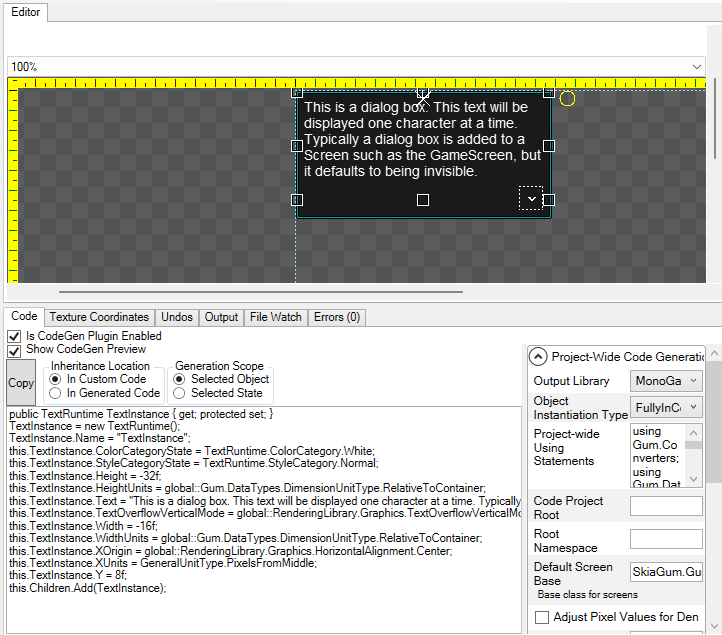 Editor
100%
This is a dialog box. This text will be
displayed one character at a time.
Typically a dialog box is added to a
Screen such as the GameScreen, but
it defaults to being invisible.
Code
Texture Coordinates
Undos
Output
File Watch
Errors (0)
Is CodeGen Plugin Enabled
Show CodeGen Preview
Copy
Inheritance Location
In Custom Code
In Generated Code
Generation Scope
Selected Object
Selected State
public TextRuntime TextInstance { get; protected set; }
TextInstance = new TextRuntime();
TextInstance.Name = "TextInstance";
this.TextInstance.ColorCategoryState = TextRuntime.ColorCategory.White;
this.TextInstance.StyleCategoryState = TextRuntime.StyleCategory.Normal;
this.TextInstance.Height = -32f;
this.TextInstance.HeightUnits = global::Gum.DataTypes.DimensionUnitType.RelativeToContainer;
this.TextInstance.Text = "This is a dialog box. This text will be displayed one character at a time. Typically
this.TextInstance.TextOverflowVerticalMode = global::RenderingLibrary.Graphics.TextOverflowVerticalMo
this.TextInstance.Width = -16f;
this.TextInstance.WidthUnits = global::Gum.DataTypes.DimensionUnitType.RelativeToContainer;
this.TextInstance.XOrigin = global::RenderingLibrary.Graphics.HorizontalAlignment.Center;
this.TextInstance.XUnits = GeneralUnitType.PixelsFromMiddle;
this.TextInstance.Y = 8f;
this.Children.Add(TextInstance);
Project-Wide Code Generatio
Output Library
MonoGa
Object
Instantiation Type
FullyInC
Project-wide
Using
Statements
using
Gum.Co
nverters;
using
Gum.Dat
Code Project
Root
Root
Namespace
Default Screen
Base
SkiaGum.Gu
Base class for screens
Adjust Pixel Values for Den